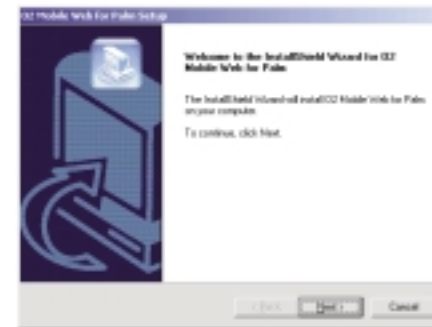 O2 Mobile Web for Palm Setup
Welcome to the InstallShield Wizard for O2
Mobile Web for Palm
The InstallShield Wizard will install O2 Mobile Web for Palm
on your computer.
To continue, click Next.
< Back
Next >
Cancel